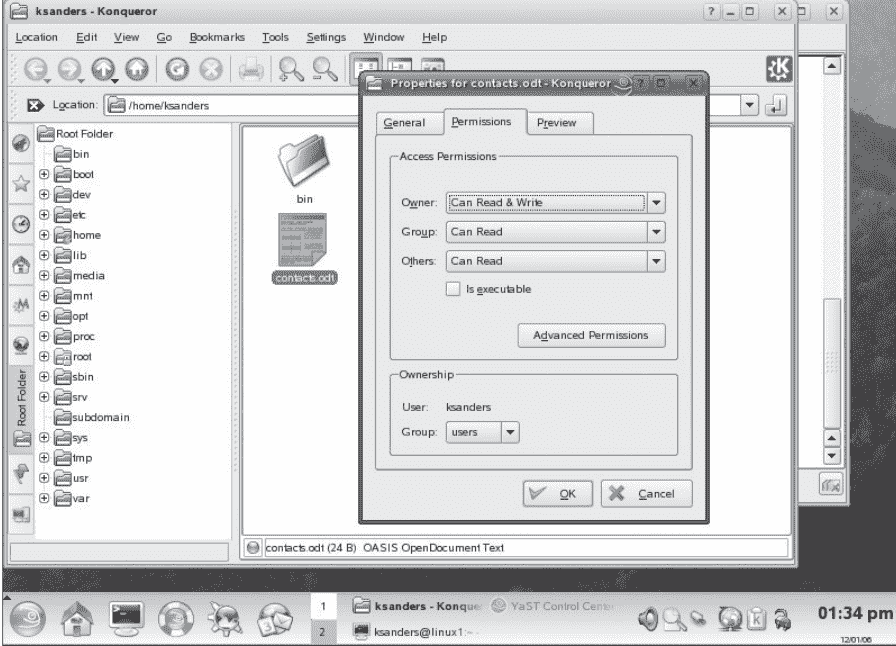 ksanders - Konqueror
Location Edit View Go Bookmarks Tools Settings Window Help
Location: /home/ksanders
Root Folder
bin
boot
dev
etc
home
lib
media
mnt
opt
proc
root
sbin
srv
subdomain
sys
tmp
usr
var
Root Folder
bin
contacts.odt
Properties for contacts.odt - Konqueror
General Permissions Preview
Access Permissions
Owner: Can Read & Write
Group: Can Read
Others: Can Read
Is executable
Advanced Permissions
Ownership
User: ksanders
Group: users
OK Cancel
contacts.odt (24 B) OASIS OpenDocument Text
1 ksanders - Konque YaST Control Cente
2 ksanders@linux1:~ -
01:34 pm
12/01/06